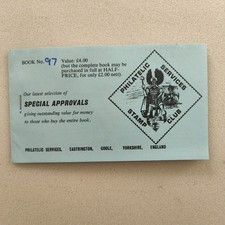 BOOK No. 97
Value: £4.00
(but the complete book may be
purchased in full at HALF-
PRICE, for only £2.00 nett).
Our latest selection of
SPECIAL APPROVALS
giving outstanding value for money
to those who buy the entire book.
PHILATELIC SERVICES
STAMP CLUB
PHILATELIC SERVICES, EASTRINGTON, GOOLE, YORKSHIRE, ENGLAND